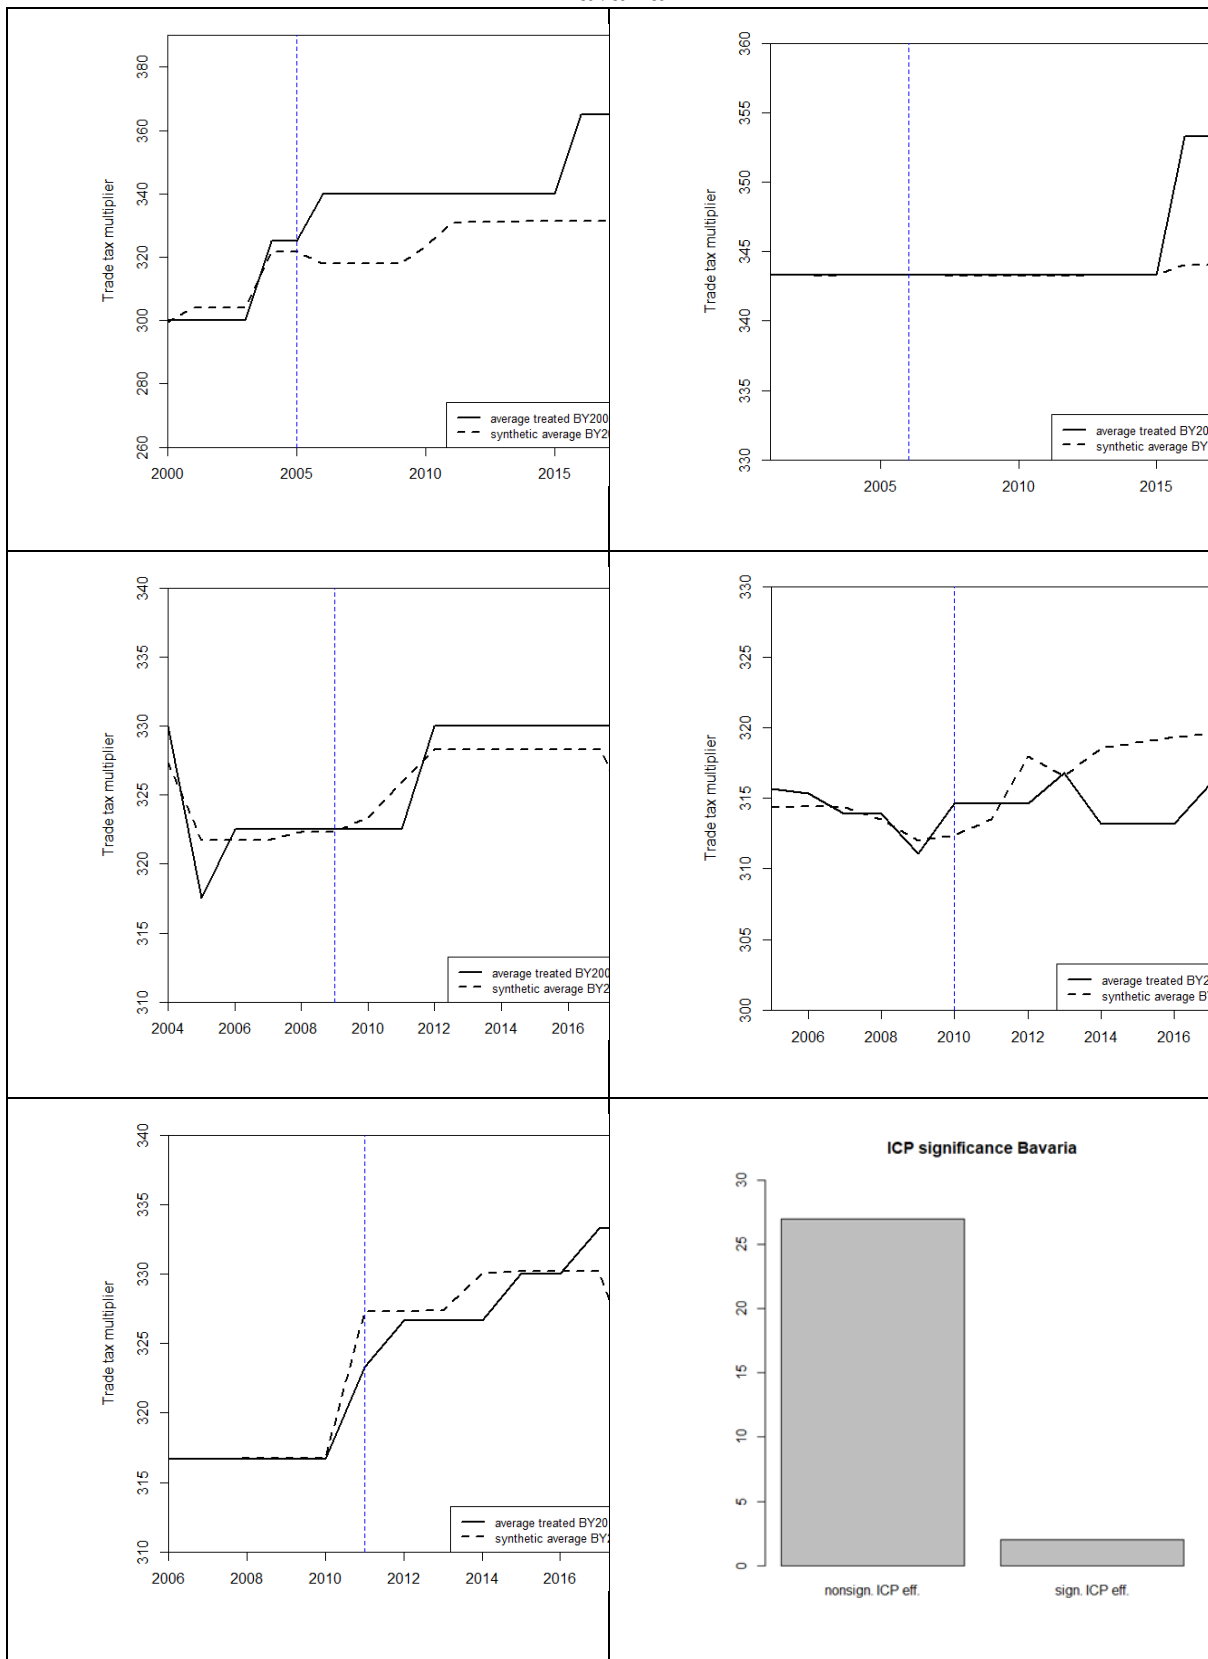 380
360
340
320
300
280
260
Trade tax multiplier
average treated BY200
synthetic average BY20
2000 2005 2010 2015
360
355
350
345
340
335
330
Trade tax multiplier
average treated BY20
synthetic average BY
2005 2010 2015
340
335
330
325
320
315
310
Trade tax multiplier
average treated BY200
synthetic average BY2
2004 2006 2008 2010 2012 2014 2016
330
325
320
315
310
305
300
Trade tax multiplier
average treated BY2
synthetic average B
2006 2008 2010 2012 2014 2016
340
335
330
325
320
315
310
Trade tax multiplier
average treated BY20
synthetic average BY2
2006 2008 2010 2012 2014 2016
ICP significance Bavaria
30
25
20
15
10
5
0
nonsign. ICP eff. sign. ICP eff.